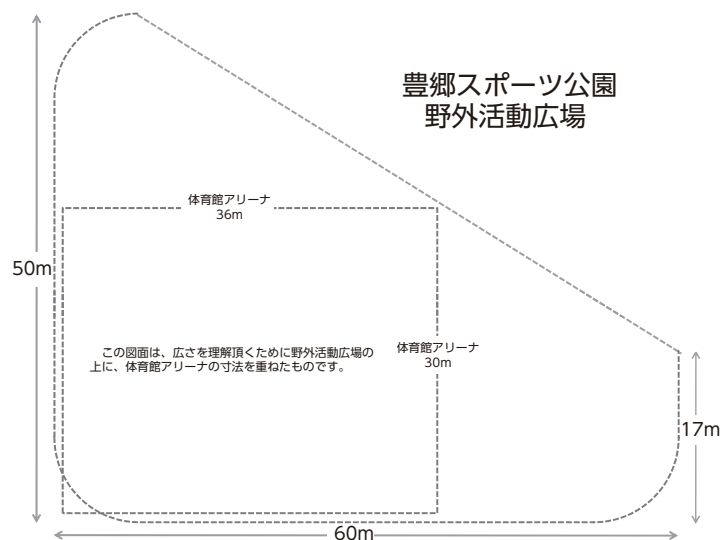 豊郷スポーツ公園
野外活動広場
体育館アリーナ
36m
50m
この図面は、広さを理解頂くために野外活動広場の
上に、体育館アリーナの寸法を重ねたものです。
体育館アリーナ
30m
17m
60m